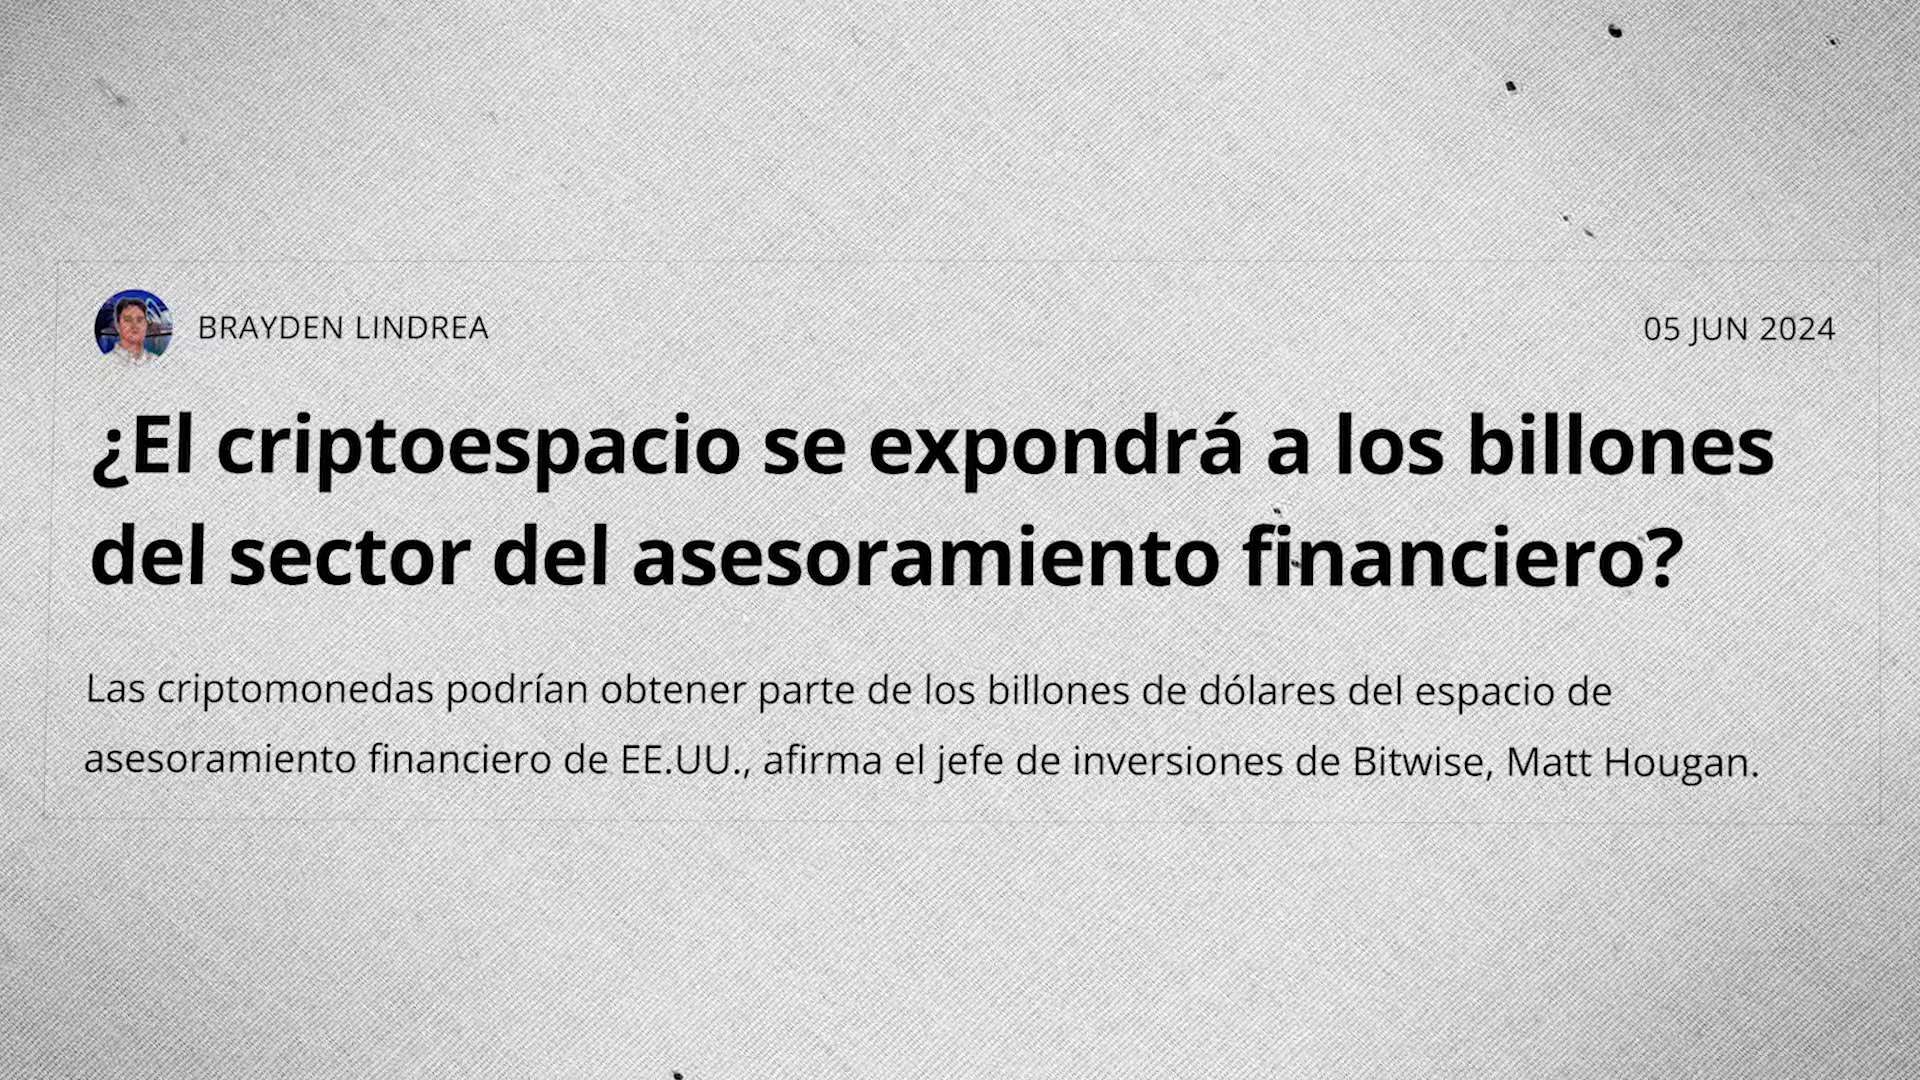 BRAYDEN LINDREA
05 JUN 2024
¿El criptoespacio se expondrá a los billones
del sector del asesoramiento financiero?
Las criptomonedas podrían obtener parte de los billones de dólares del espacio de
asesoramiento financiero de EE.UU., afirma el jefe de inversiones de Bitwise, Matt Hougan.